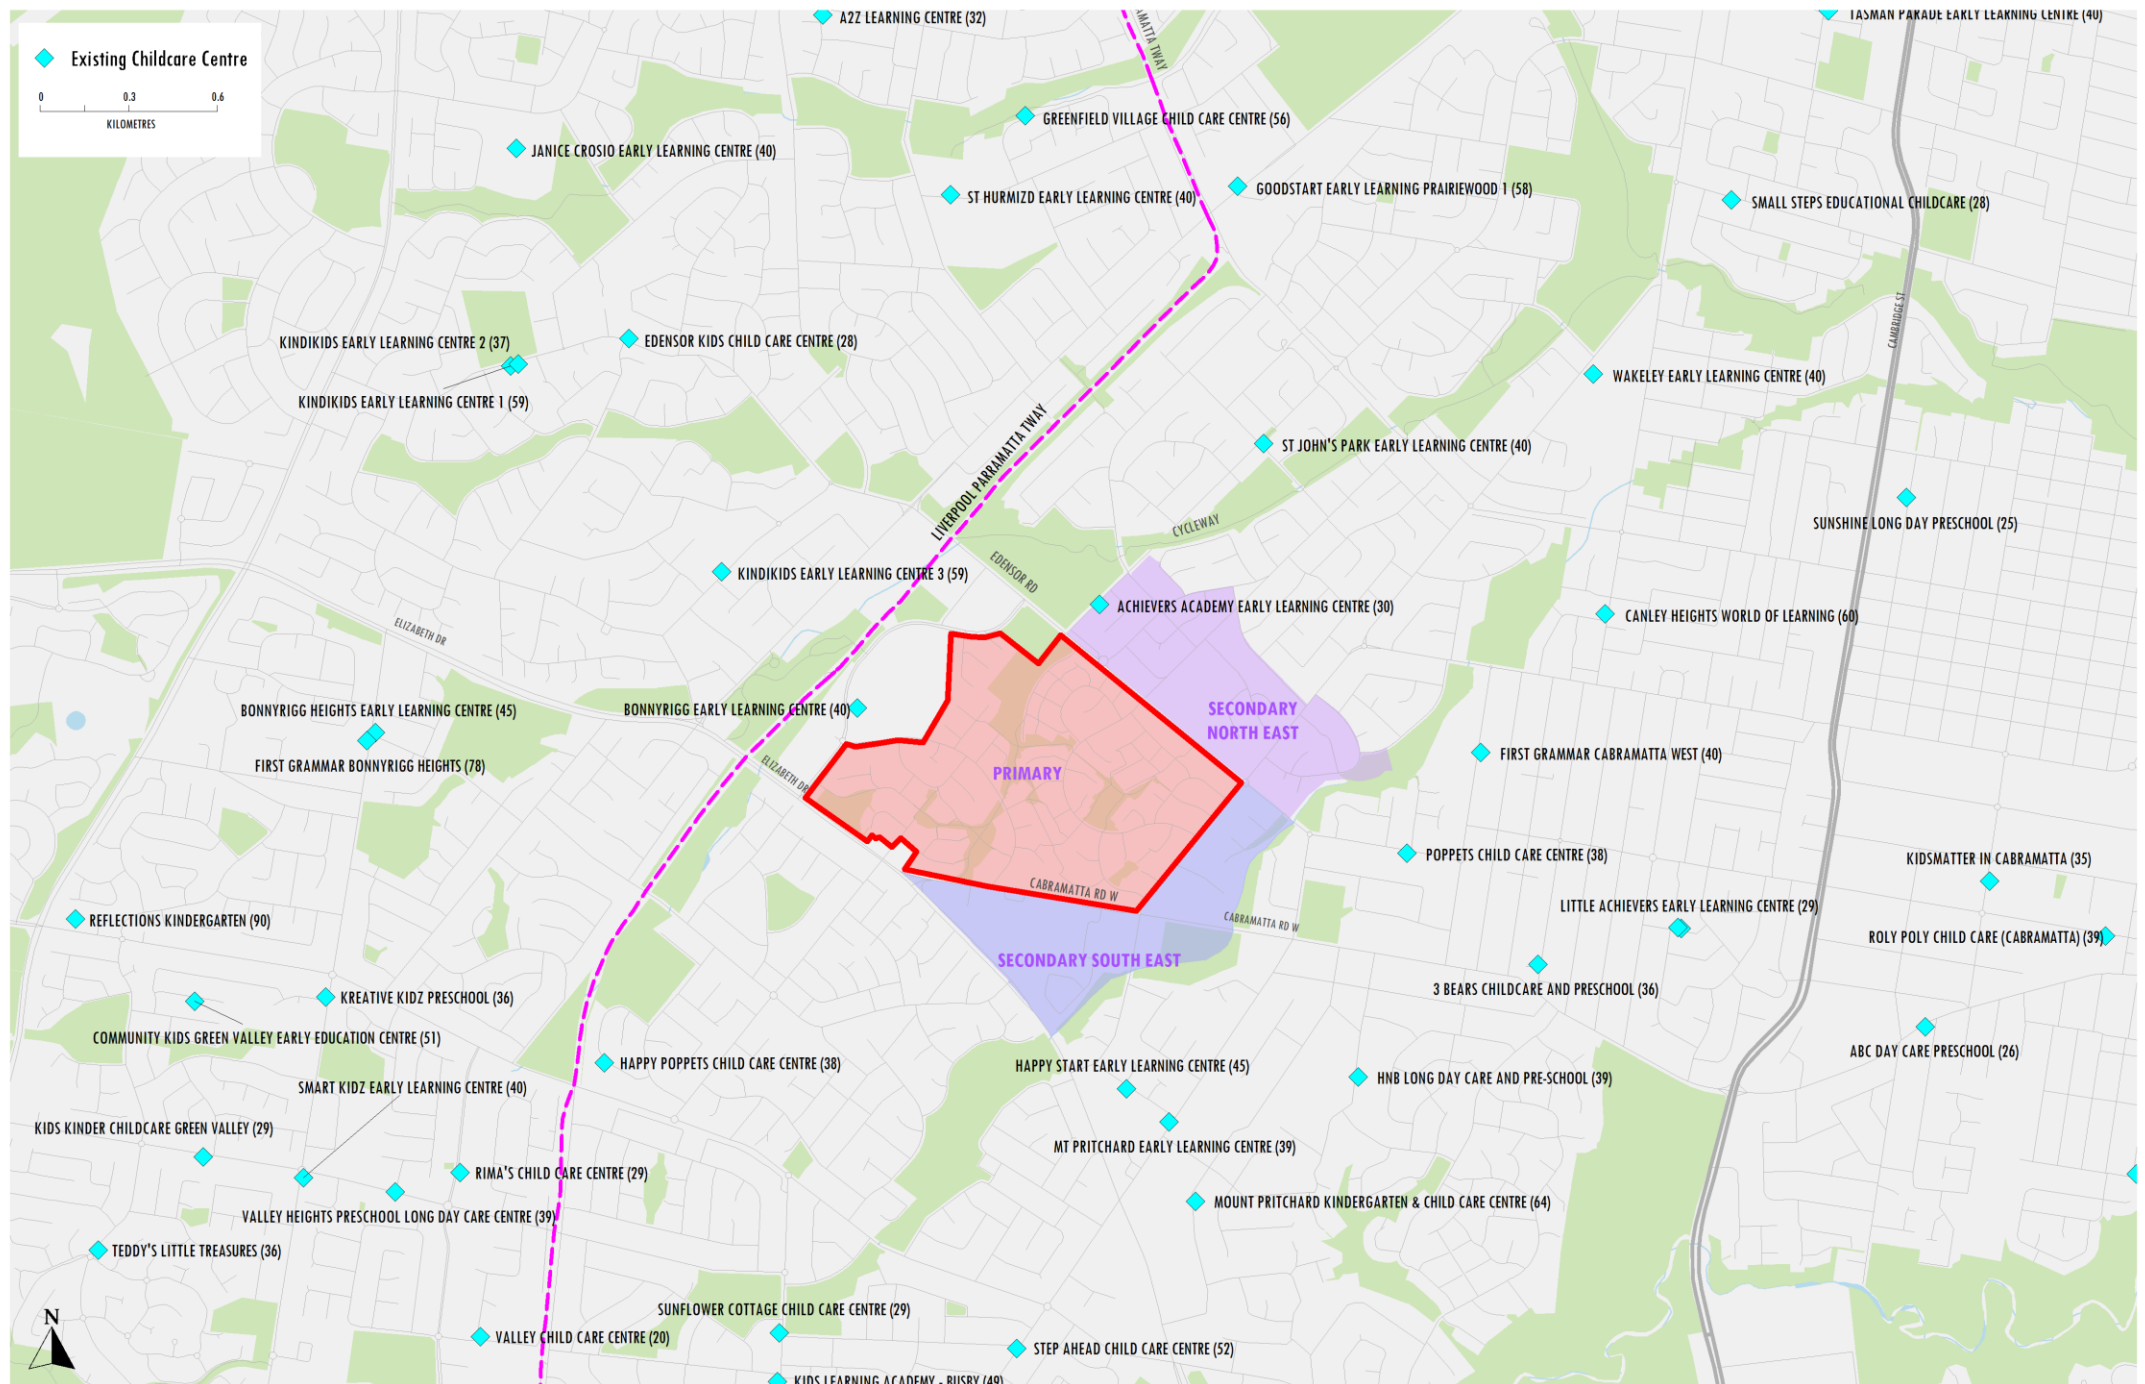 A2Z LEARNING CENTRE (32)
TASMAN PARADE EARLY LEARNING CENTRE (40)
Existing Childcare Centre
0 0.3 0.6
KILOMETRES
AMATTA TWAY
GREENFIELD VILLAGE CHILD CARE CENTRE (56)
JANICE CROSIO EARLY LEARNING CENTRE (40)
ST HURMIZD EARLY LEARNING CENTRE (40)
GOODSTART EARLY LEARNING PRAIRIEWOOD 1 (58)
SMALL STEPS EDUCATIONAL CHILDCARE (28)
CAMBRIDGE ST
KINDIKIDS EARLY LEARNING CENTRE 2 (37)
EDENSOR KIDS CHILD CARE CENTRE (28)
WAKELEY EARLY LEARNING CENTRE (40)
KINDIKIDS EARLY LEARNING CENTRE 1 (59)
ST JOHN'S PARK EARLY LEARNING CENTRE (40)
LIVERPOOL PARRAMATTA TWAY
CYCLEWAY
SUNSHINE LONG DAY PRESCHOOL (25)
EDENSOR RD
KINDIKIDS EARLY LEARNING CENTRE 3 (59)
ACHIEVERS ACADEMY EARLY LEARNING CENTRE (30)
CANLEY HEIGHTS WORLD OF LEARNING (60)
ELIZABETH DR
BONNYRIGG HEIGHTS EARLY LEARNING CENTRE (45)
BONNYRIGG EARLY LEARNING CENTRE (40)
SECONDARY
NORTH EAST
FIRST GRAMMAR CABRAMATTA WEST (40)
FIRST GRAMMAR BONNYRIGG HEIGHTS (78)
ELIZABETH DR
PRIMARY
POPPETS CHILD CARE CENTRE (38)
KIDSMATTER IN CABRAMATTA (35)
CABRAMATTA RD W
LITTLE ACHIEVERS EARLY LEARNING CENTRE (29)
REFLECTIONS KINDERGARTEN (90)
CABRAMATTA RD W
ROLY POLY CHILD CARE (CABRAMATTA) (39)
SECONDARY SOUTH EAST
3 BEARS CHILDCARE AND PRESCHOOL (36)
KREATIVE KIDZ PRESCHOOL (36)
COMMUNITY KIDS GREEN VALLEY EARLY EDUCATION CENTRE (51)
ABC DAY CARE PRESCHOOL (26)
HAPPY POPPETS CHILD CARE CENTRE (38)
HAPPY START EARLY LEARNING CENTRE (45)
HNB LONG DAY CARE AND PRE-SCHOOL (39)
SMART KIDZ EARLY LEARNING CENTRE (40)
KIDS KINDER CHILDCARE GREEN VALLEY (29)
MT PRITCHARD EARLY LEARNING CENTRE (39)
RIMA'S CHILD CARE CENTRE (29)
MOUNT PRITCHARD KINDERGARTEN & CHILD CARE CENTRE (64)
VALLEY HEIGHTS PRESCHOOL LONG DAY CARE CENTRE (39)
TEDDY'S LITTLE TREASURES (36)
SUNFLOWER COTTAGE CHILD CARE CENTRE (29)
N
VALLEY CHILD CARE CENTRE (20)
STEP AHEAD CHILD CARE CENTRE (52)
KIDS LEARNING ACADEMY - BUSBY (49)